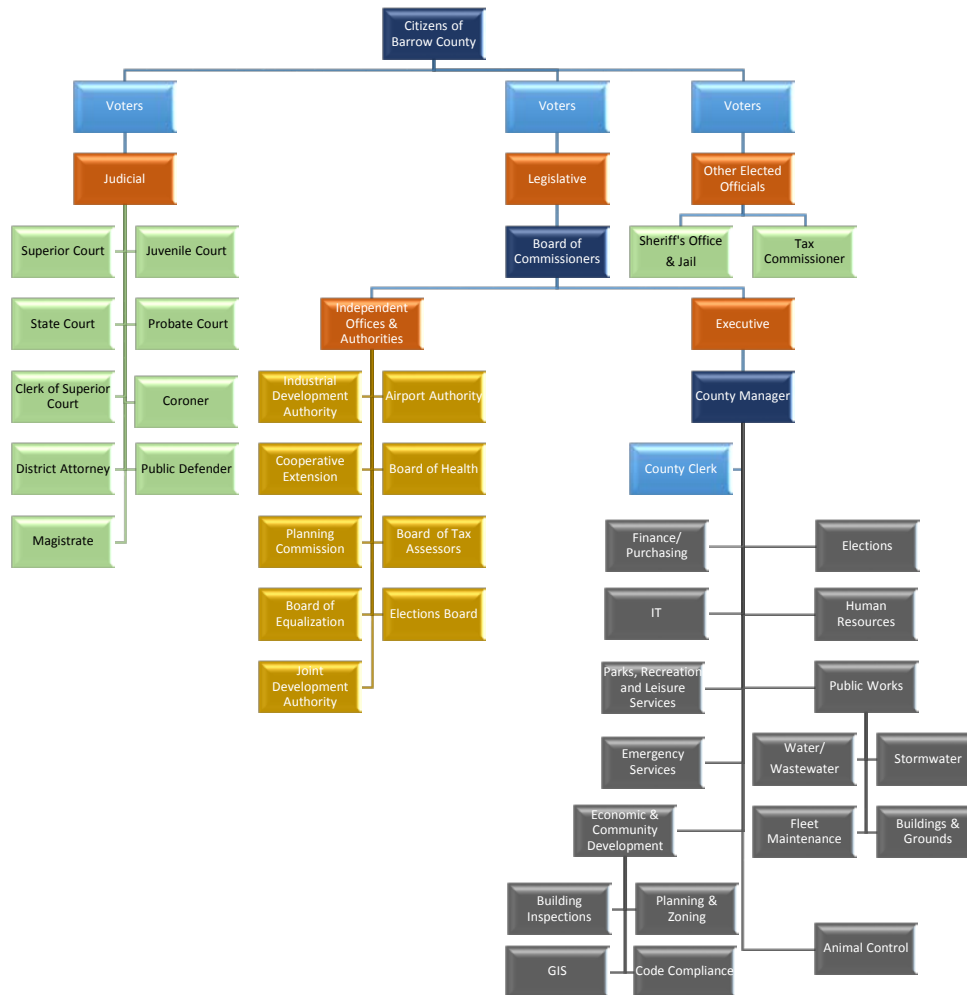 Citizens of
Barrow County
Voters
Voters
Voters
Judicial
Legislative
Other Elected
Officials
Superior Court
Juvenile Court
Board of
Commissioners
Sheriff's Office
& Jail
Tax
Commissioner
State Court
Probate Court
Independent
Offices &
Authorities
Executive
Clerk of Superior
Court
Coroner
Industrial
Development
Authority
Airport Authority
County Manager
District Attorney
Public Defender
Cooperative
Extension
Board of Health
County Clerk
Magistrate
Planning
Commission
Board of Tax
Assessors
Finance/
Purchasing
Elections
Board of
Equalization
Elections Board
IT
Human
Resources
Joint
Development
Authority
Parks, Recreation
and Leisure
Services
Public Works
Emergency
Services
Water/
Wastewater
Stormwater
Economic &
Community
Development
Fleet
Maintenance
Buildings &
Grounds
Building
Inspections
Planning &
Zoning
Animal Control
GIS
Code Compliance